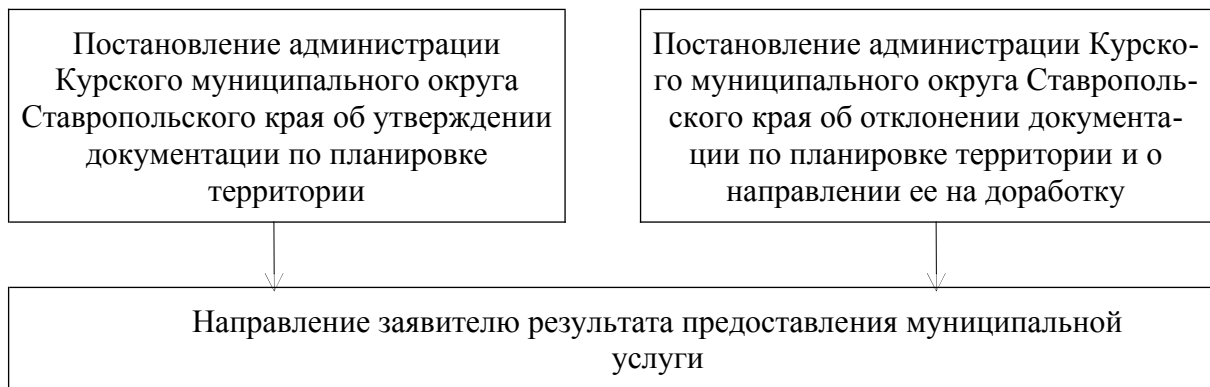 Постановление администрации
Курского муниципального округа
Ставропольского края об утверждении
документации по планировке
территории
Постановление администрации Курско-
го муниципального округа Ставрополь-
ского края об отклонении документа-
ции по планировке территории и о
направлении ее на доработку
Направление заявителю результата предоставления муниципальной
услуги